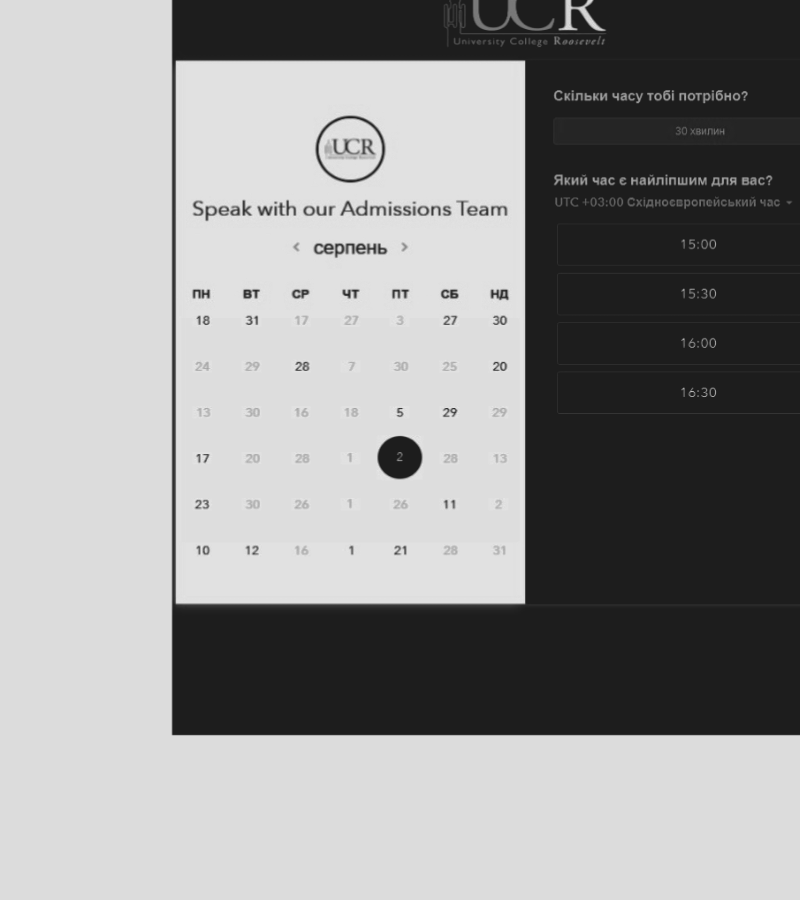 UCR
University College Roosevelt
UCR
Speak with our Admissions Team
< серпень >
ПН ВТ СР ЧТ ПТ СБ НД
18 31 17 27 3 27 30
24 29 28 7 30 25 20
13 30 16 18 5 29 29
17 20 28 1 2 28 13
23 30 26 1 26 11 2
10 12 16 1 21 28 31
Скільки часу тобі потрібно?
30 хвилин
Який час є найліпшим для вас?
UTC +03:00 Східноєвропейський час
15:00
15:30
16:00
16:30